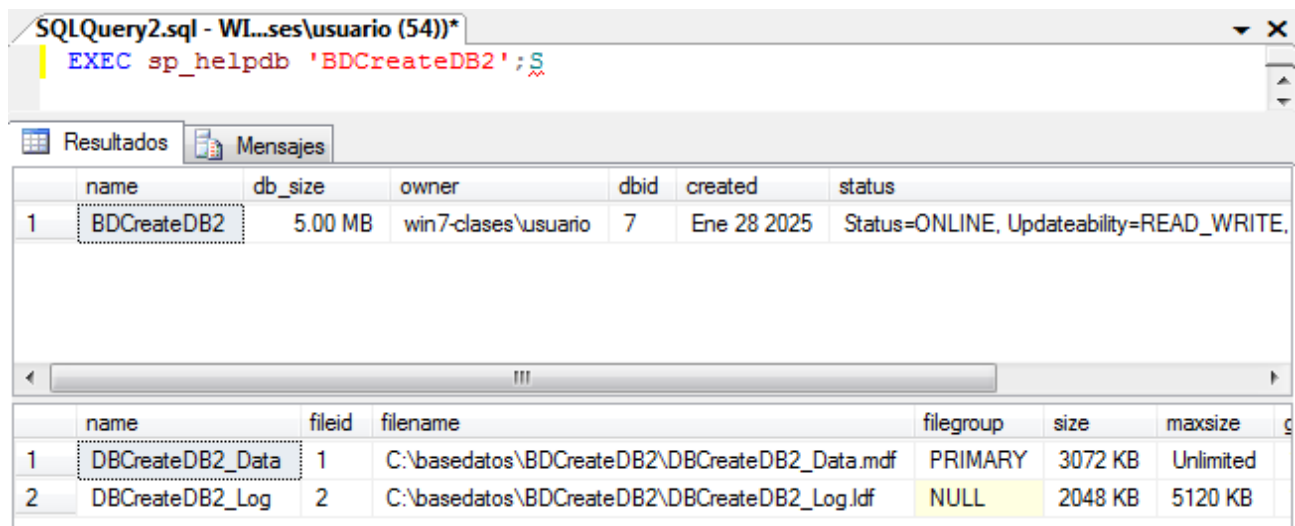 SQLQuery2.sql - WI...ses\usuario (54))*
EXEC sp_helpdb 'BDCreateDB2';S
Resultados Mensajes
name db_size owner dbid created status
1 BDCreateDB2 5.00 MB win7-clases\usuario 7 Ene 28 2025 Status=ONLINE, Updateability=READ_WRITE,
name fileid filename filegroup size maxsize
1 DBCreateDB2_Data 1 C:\basedatos\BDCreateDB2\DBCreateDB2_Data.mdf PRIMARY 3072 KB Unlimited
2 DBCreateDB2_Log 2 C:\basedatos\BDCreateDB2\DBCreateDB2_Log.ldf NULL 2048 KB 5120 KB